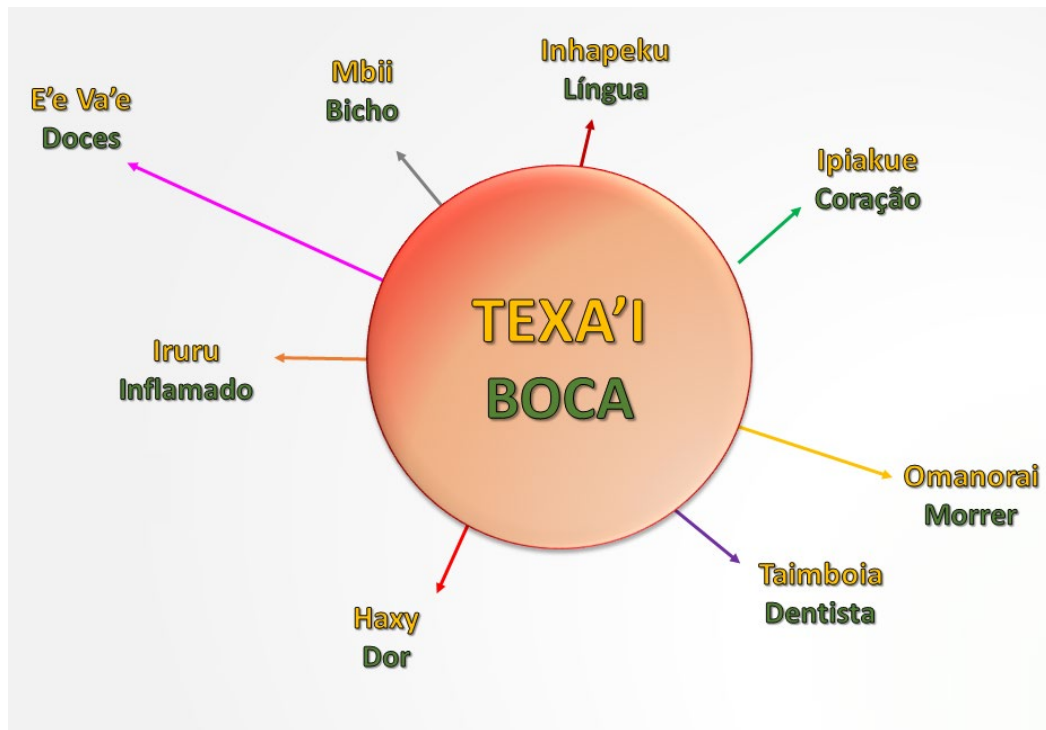 Inhapeku
Língua
Mbii
Bicho
E'e Va'e
Doces
Ipiakue
Coração
TEXA'I
BOCA
Iruru
Inflamado
Omanorai
Morrer
Taimboia
Dentista
Haxy
Dor